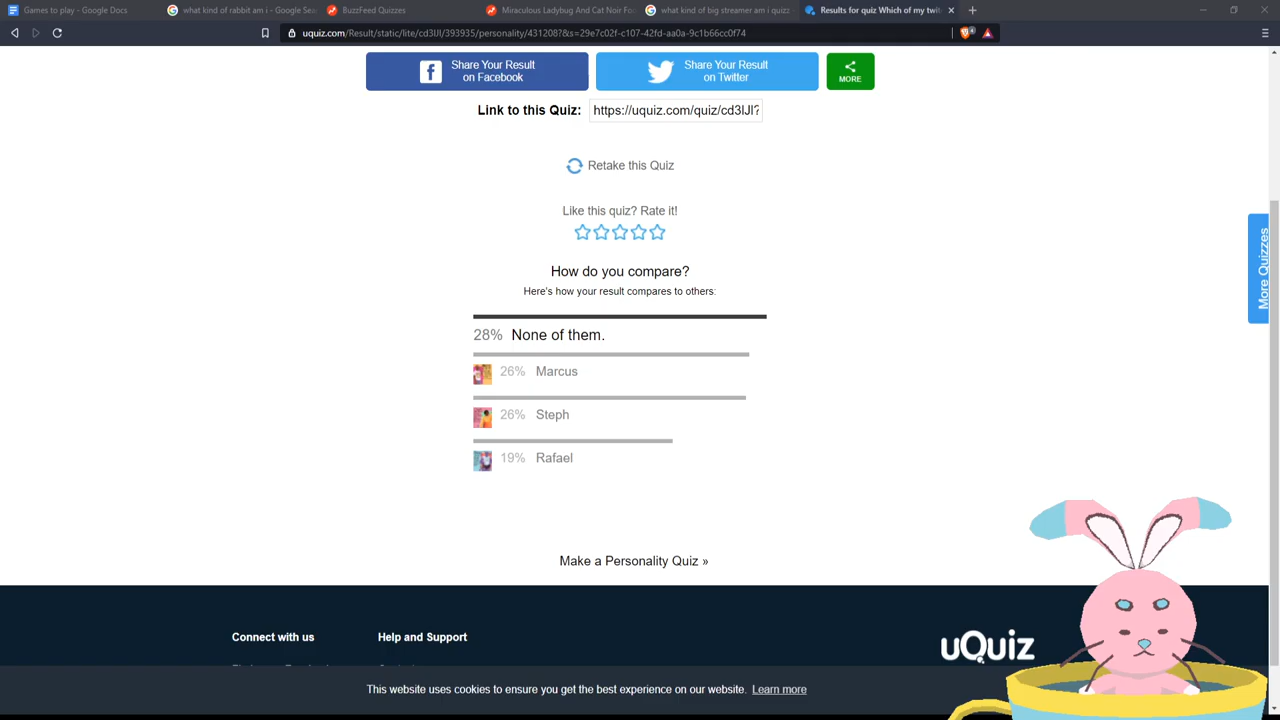 Games to play - Google Docs
what kind of rabbit am i - Google Sea
BuzzFeed Quizzes
Miraculous Ladybug And Cat Noir Fo
what kind of big streamer am i quizz
Results for quiz Which of my twit
uquiz.com/Result/static/lite/cd3lJl/393935/personality/4312087&s=29e7c02f-c107-42fd-aa0a-9c1b66cc0f74
Share Your Result
on Facebook
Share Your Result
on Twitter
MORE
Link to this Quiz:
https://uquiz.com/quiz/cd3lJl?
Retake this Quiz
Like this quiz? Rate it!
More Quizzes
How do you compare?
Here's how your result compares to others:
28% None of them.
26% Marcus
26% Steph
19% Rafael
Make a Personality Quiz »
Connect with us
Help and Support
uQuiz
This website uses cookies to ensure you get the best experience on our website. Learn more